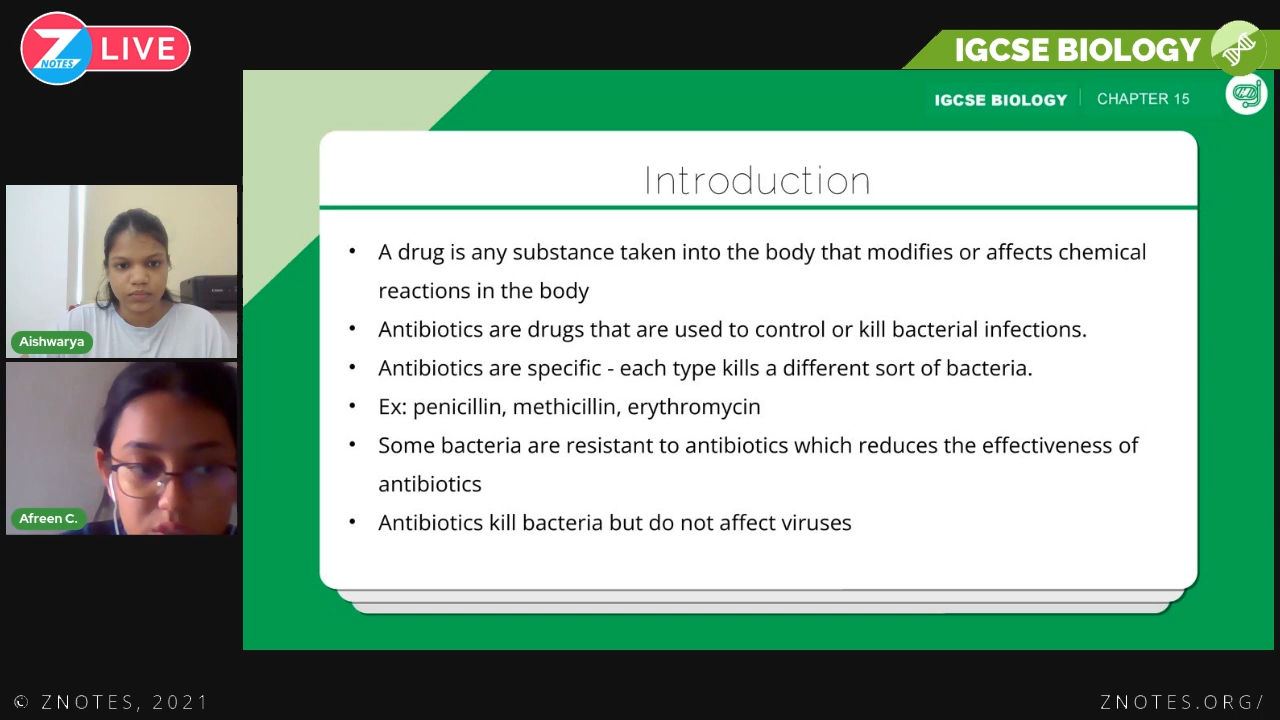 Z NOTES LIVE
IGCSE BIOLOGY
IGCSE BIOLOGY | CHAPTER 15
Introduction
• A drug is any substance taken into the body that modifies or affects chemical
reactions in the body
• Antibiotics are drugs that are used to control or kill bacterial infections.
• Antibiotics are specific - each type kills a different sort of bacteria.
• Ex: penicillin, methicillin, erythromycin
• Some bacteria are resistant to antibiotics which reduces the effectiveness of
antibiotics
• Antibiotics kill bacteria but do not affect viruses
Aishwarya
Afreen C.
© ZNOTES, 2021
ZNOTES.ORG/